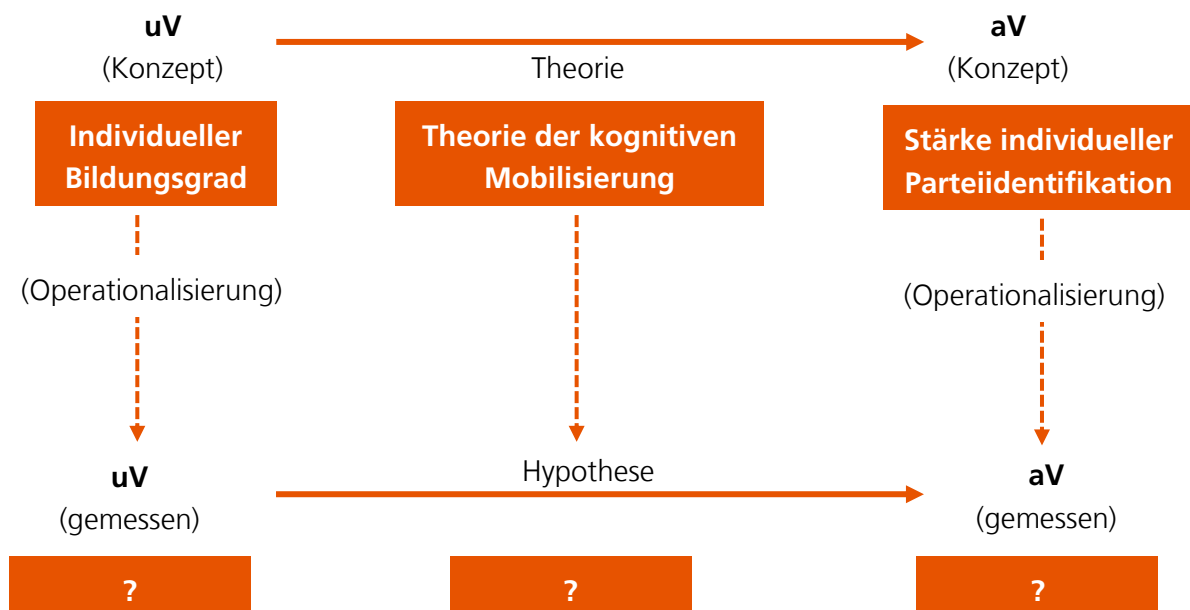 uV
(Konzept)
Theorie
aV
(Konzept)
Individueller
Bildungsgrad
Theorie der kognitiven
Mobilisierung
Stärke individueller
Parteiidentifikation
(Operationalisierung)
(Operationalisierung)
uV
(gemessen)
Hypothese
aV
(gemessen)
?
?
?